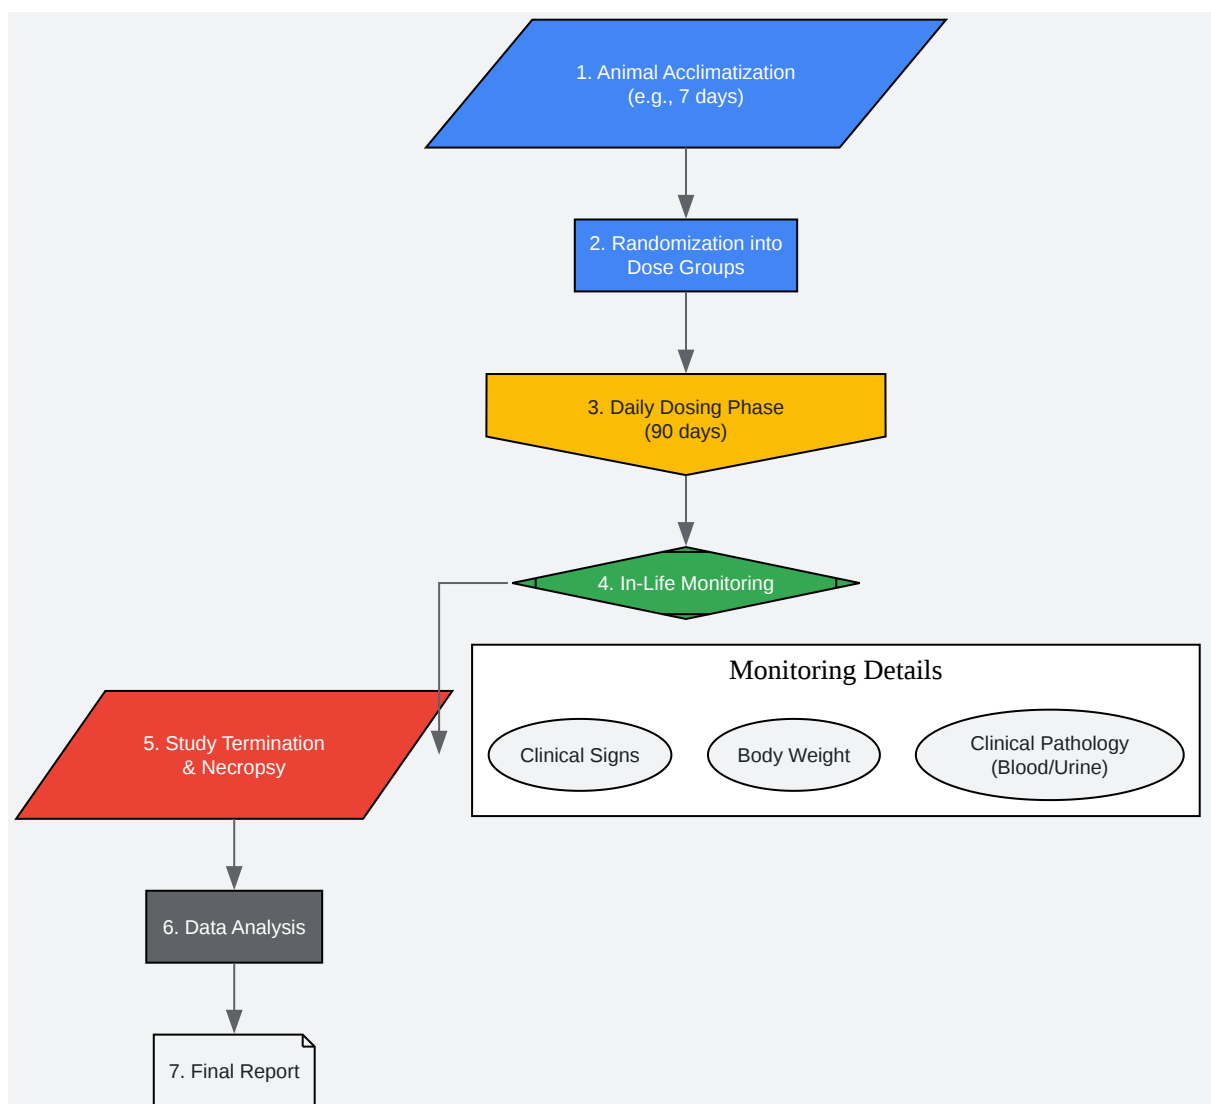 1. Animal Acclimatization
(e.g., 7 days)
2. Randomization into
Dose Groups
3. Daily Dosing Phase
(90 days)
4. In-Life Monitoring
Monitoring Details
Clinical Signs
Body Weight
Clinical Pathology
(Blood/Urine)
5. Study Termination
& Necropsy
6. Data Analysis
7. Final Report